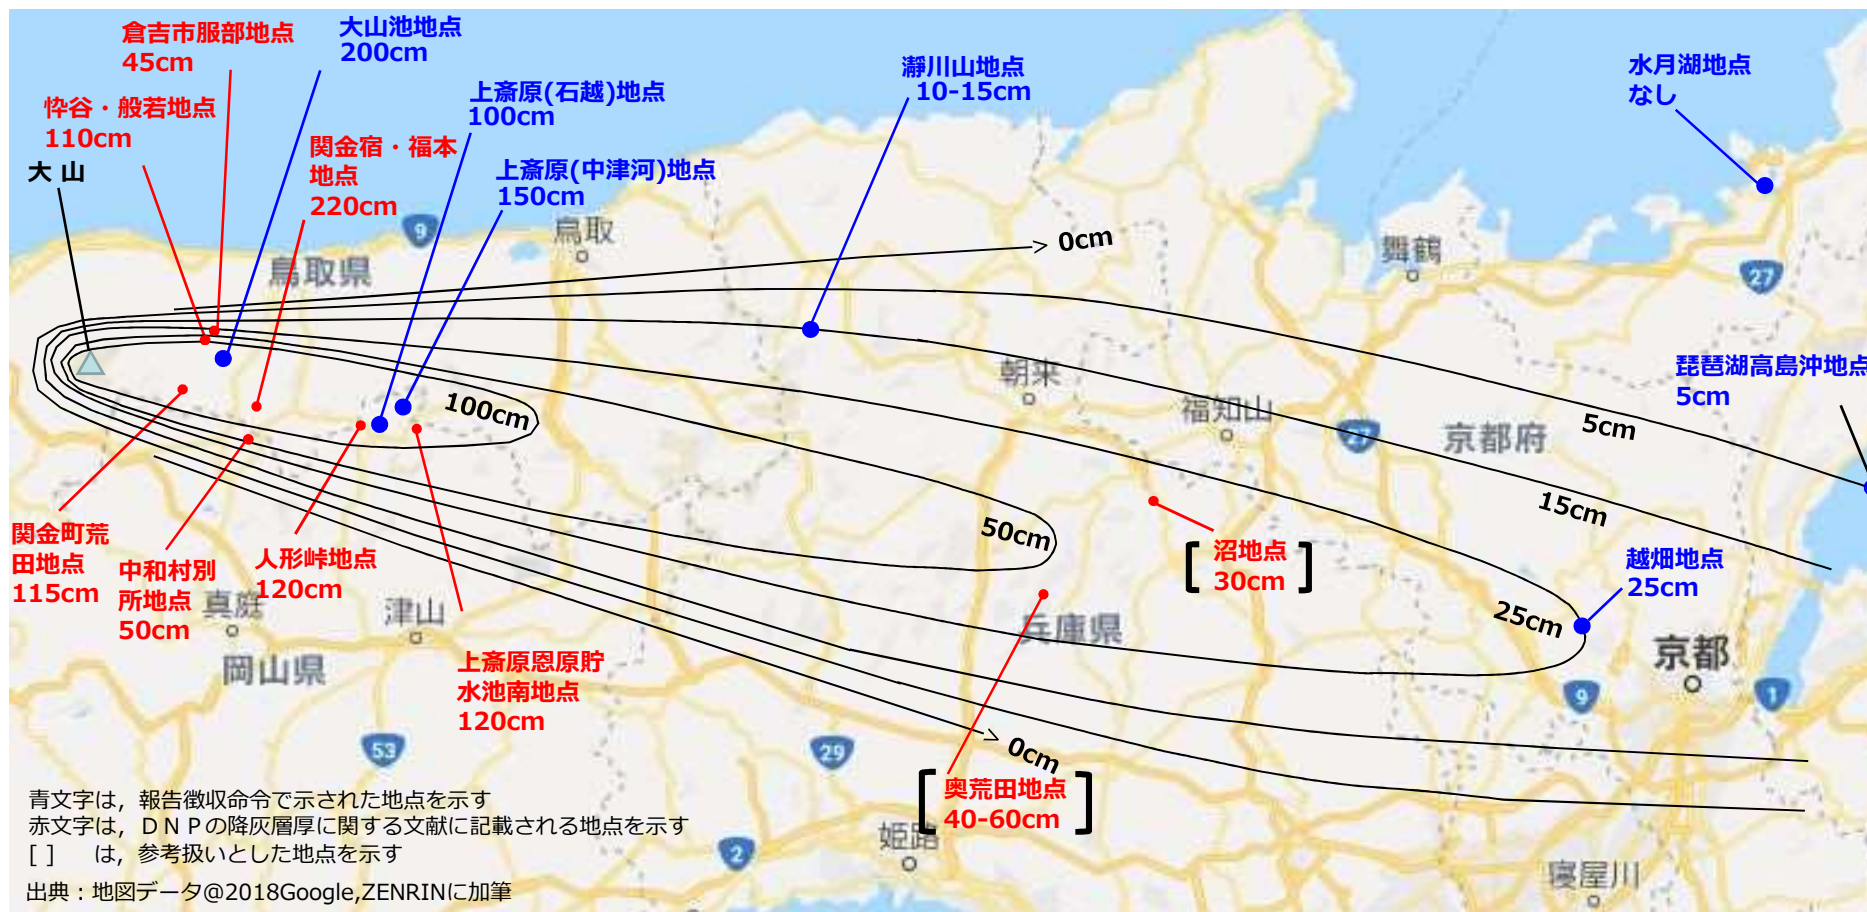 倉吉市服部地点
45cm
大山池地点
200cm
瀞川山地点
10-15cm
水月湖地点
なし
忰谷・般若地点
110cm
上斎原(石越)地点
100cm
関金宿・福本
地点
220cm
上斎原(中津河)地点
150cm
大 山
9
鳥取
鳥取県
0cm
舞鶴
27
朝来
福知山
27
京都府
琵琶湖高島沖地点
5cm
100cm
5cm
15cm
50cm
25cm
関金町荒
田地点
115cm
中和村別
所地点
50cm
人形峠地点
120cm
[ 沼地点
30cm ]
越畑地点
25cm
真庭
津山
岡山県
兵庫県
京都
上斎原恩原貯
水池南地点
120cm
9
1
53
29
0cm
[ 奥荒田地点
40-60cm ]
姫路
2
寝屋川
青文字は，報告徴収命令で示された地点を示す
赤文字は，ＤＮＰの降灰層厚に関する文献に記載される地点を示す
[ ] は，参考扱いとした地点を示す
出典：地図データ@2018Google,ZENRINに加筆